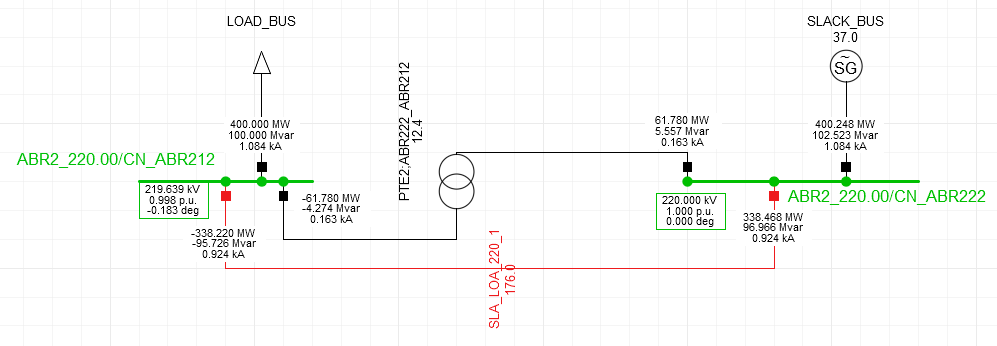 LOAD_BUS
SLACK_BUS
37.0
~
SG
PTE2;ABR222_ABR212
12.4
400.000 MW
100.000 Mvar
1.084 kA
61.780 MW
5.557 Mvar
0.163 kA
400.248 MW
102.523 Mvar
1.084 kA
ABR2_220.00/CN_ABR212
219.639 kV
0.998 p.u.
-0.183 deg
-61.780 MW
-4.274 Mvar
0.163 kA
220.000 kV
1.000 p.u.
0.000 deg
ABR2_220.00/CN_ABR222
-338.220 MW
-95.726 Mvar
0.924 kA
338.468 MW
96.966 Mvar
0.924 kA
SLA_LOA_220_1
176.0